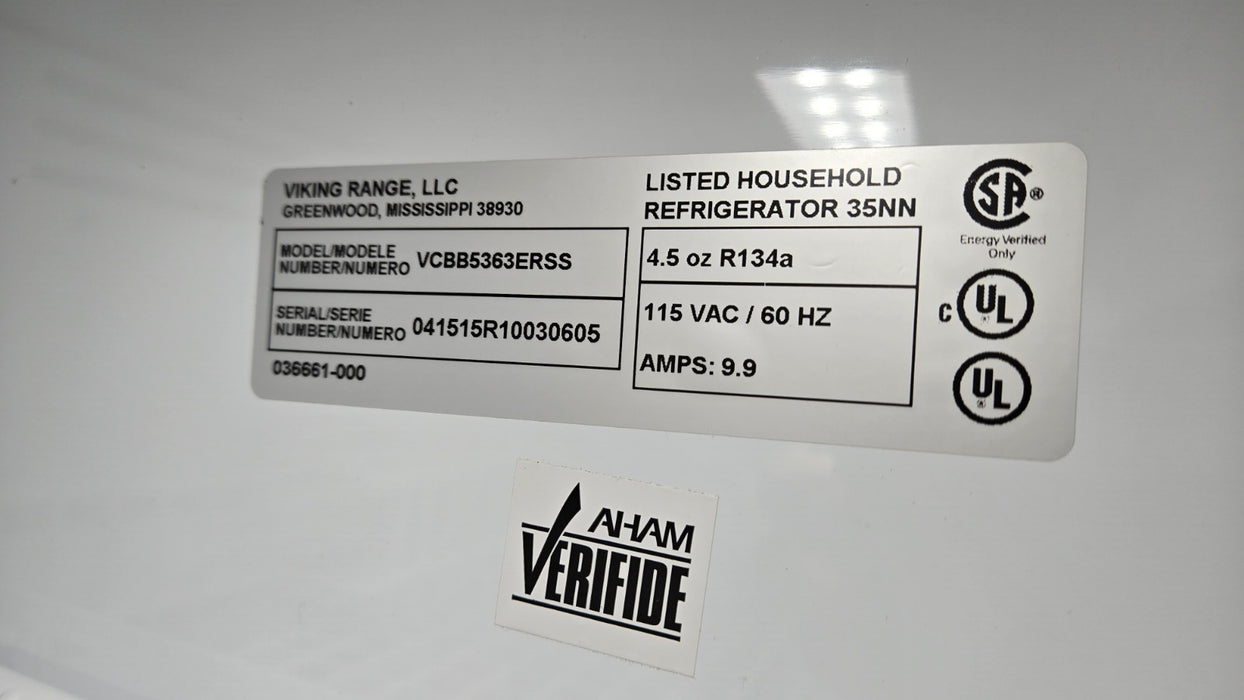 VIKING RANGE, LLC
GREENWOOD, MISSISSIPPI 38930
MODEL/MODELE
NUMBER/NUMERO VCBB5363ERSS
SERIAL/SERIE
NUMBER/NUMERO 041515R10030605
036661-000
LISTED HOUSEHOLD
REFRIGERATOR 35NN
4.5 oz R134a
115 VAC / 60 HZ
AMPS: 9.9
SA®
Energy Verified
Only
C UL ®
UL ®
AHAM
VERIFIDE